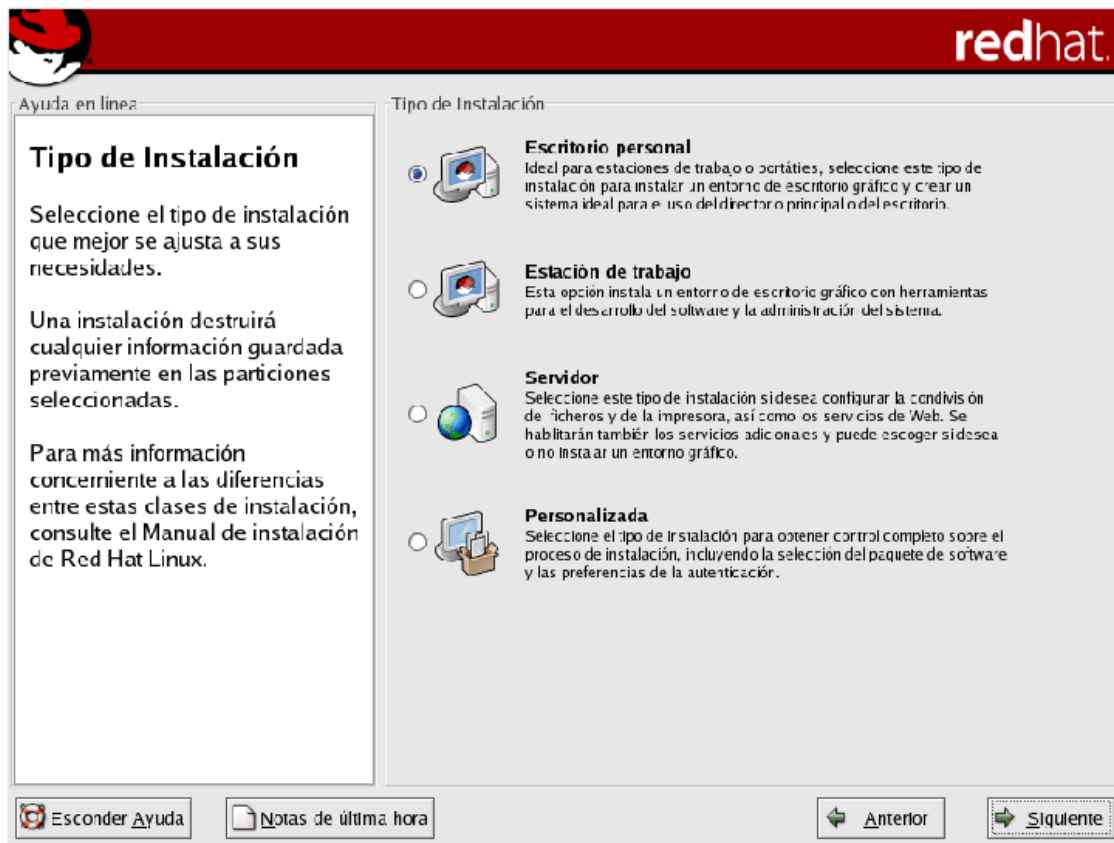 redhat.
Ayuda en línea
Tipo de Instalación
Seleccione el tipo de instalación
que mejor se ajusta a sus
necesidades.
Una instalación destruirá
cualquier información guardada
previamente en las particiones
seleccionadas.
Para más información
concerniente a las diferencias
entre estas clases de instalación,
consulte el Manual de instalación
de Red Hat Linux.
Tipo de Instalación
Escritorio personal
Ideal para estaciones de trabajo o portáties, seleccione este tipo de
instalación para instalar un entorno de escritorio gráfico y crear un
sistema ideal para el uso del directorio principal o del escritorio.
Estación de trabajo
Esta opción instala un entorno de escritorio gráfico con herramientas
para el desarrollo del software y la administración del sistema.
Servidor
Seleccione este tipo de instalación si desea configurar la condivisión
de ficheros y de la impresora, así como los servicios de Web. Se
habilitarán también los servicios adicionales y puede escoger si desea
o no instalar un entorno gráfico.
Personalizada
Seleccione el tipo de instalación para obtener control completo sobre el
proceso de instalación, incluyendo la selección del paquete de software
y las preferencias de la autenticación.
Esconder Ayuda
Notas de última hora
Anterior
Siguiente